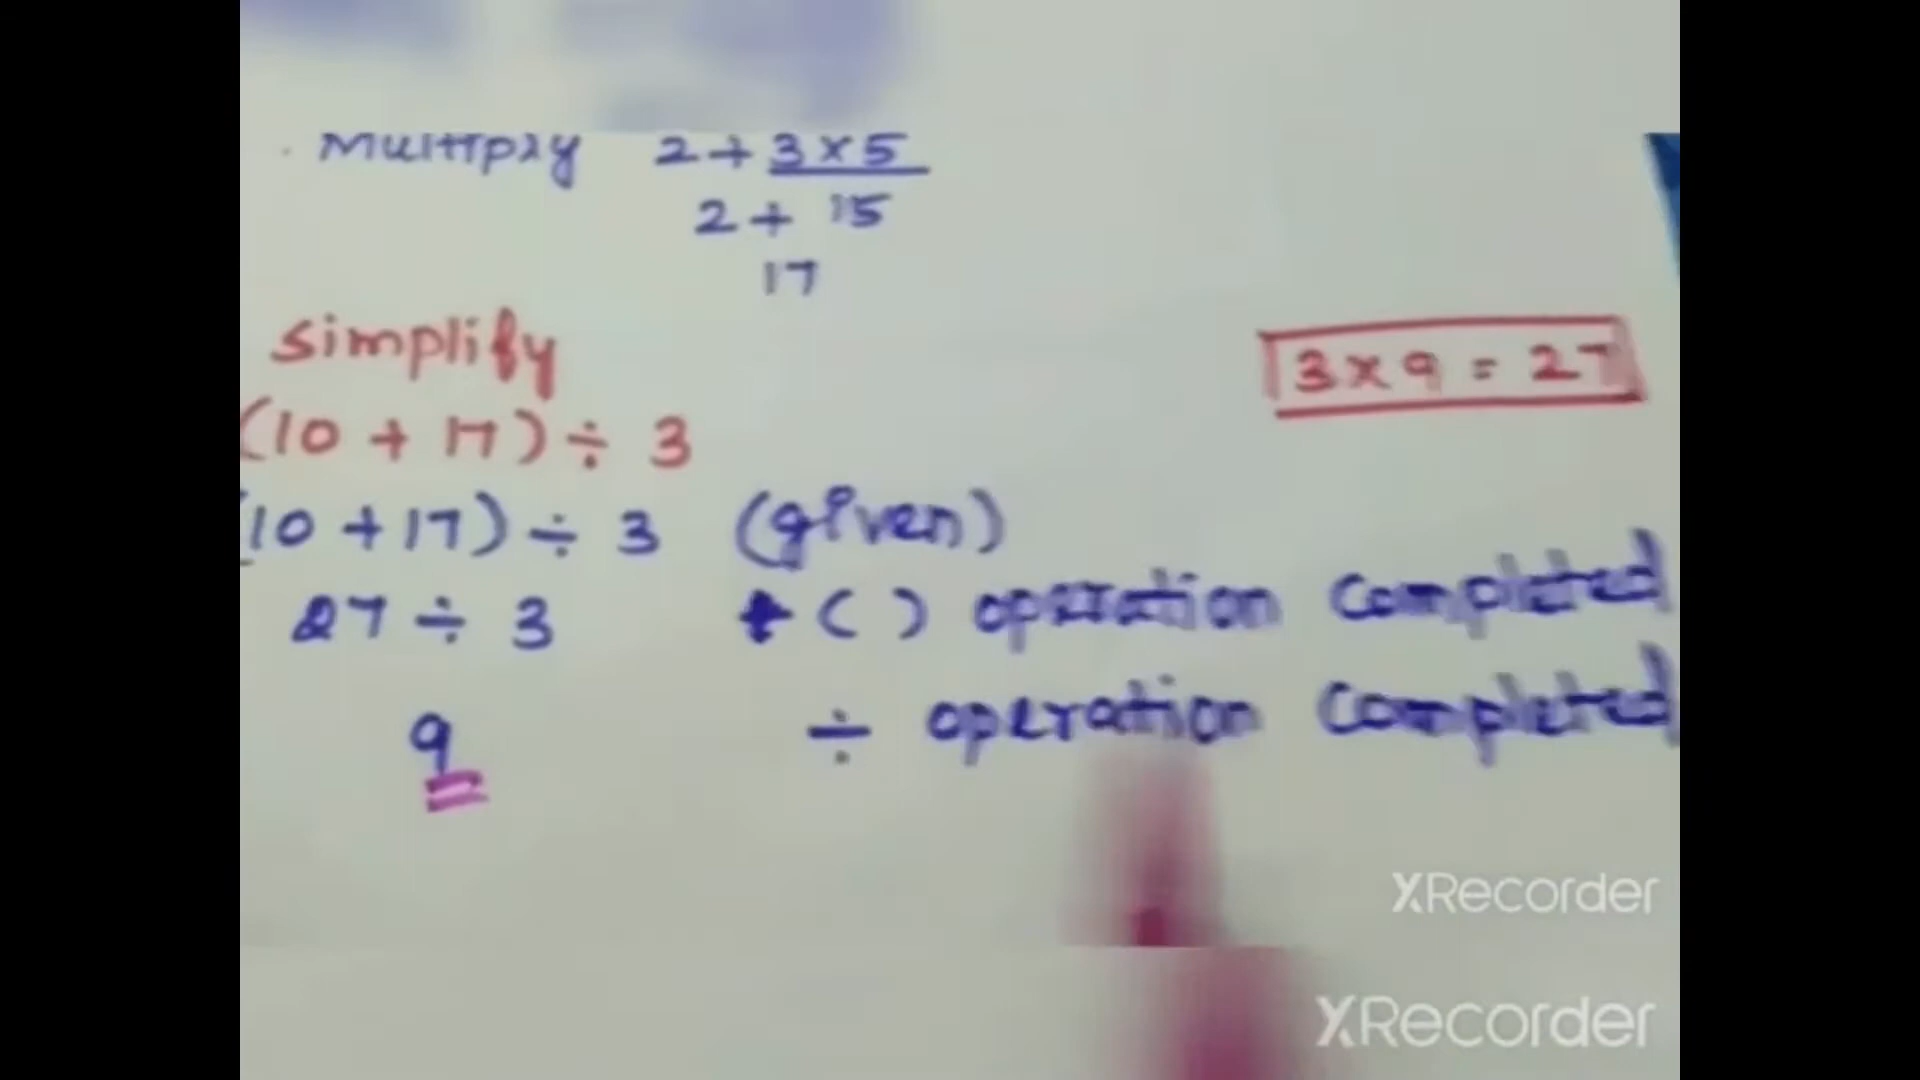 Multiply 2 + 3 x 5
2 + 15
17
Simplify
3 x 9 = 27
(10 + 17) ÷ 3
(10 + 17) ÷ 3 (given)
27 ÷ 3 ( ) operation completed
9 ÷ operation completed
XRecorder
XRecorder